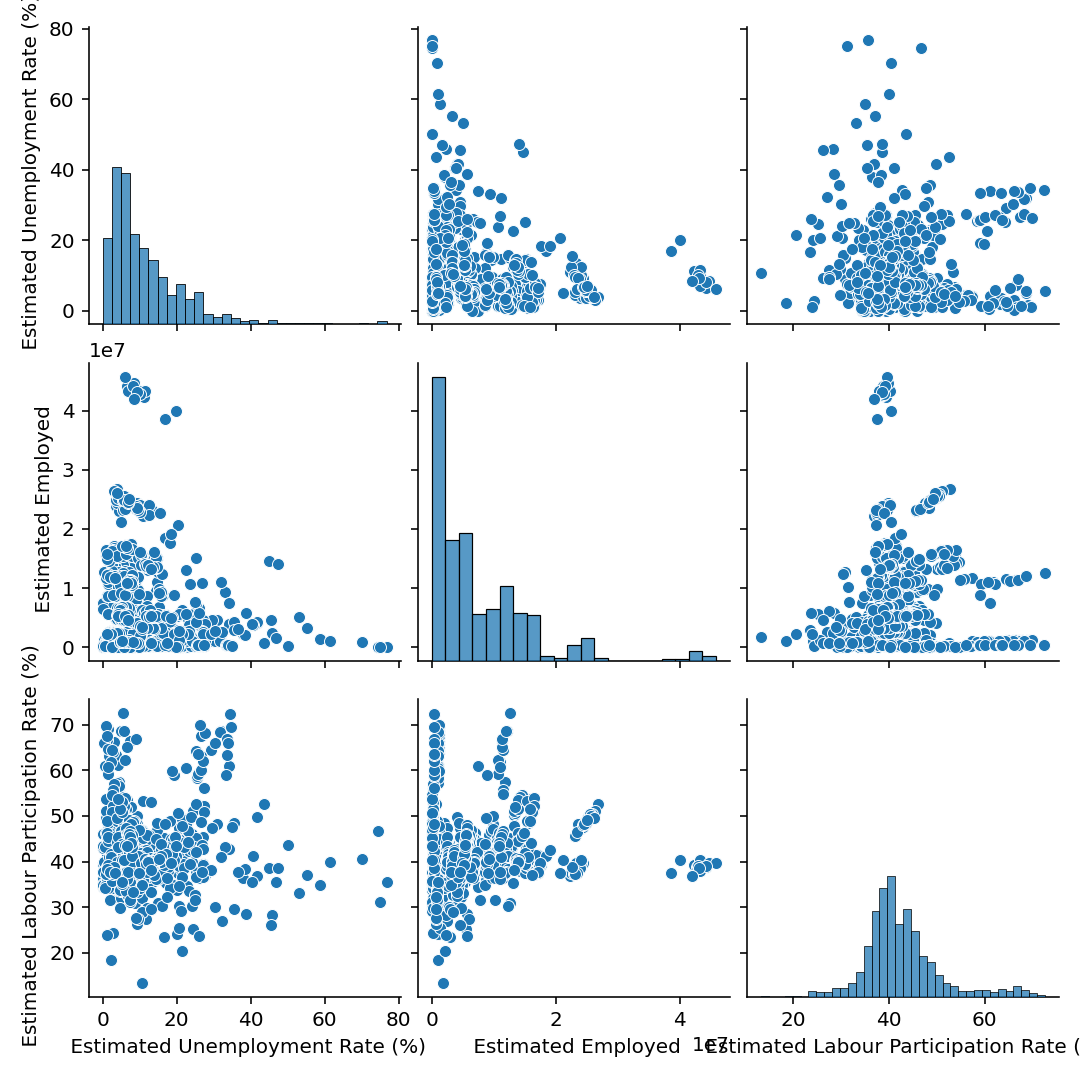 Estimated Unemployment Rate (%)
80
60
40
20
0
1e7
Estimated Employed
4
3
2
1
0
Estimated Labour Participation Rate (%)
70
60
50
40
30
20
0 20 40 60 80
Estimated Unemployment Rate (%)
0 2 4
Estimated Employed 1e7
20 40 60
Estimated Labour Participation Rate (